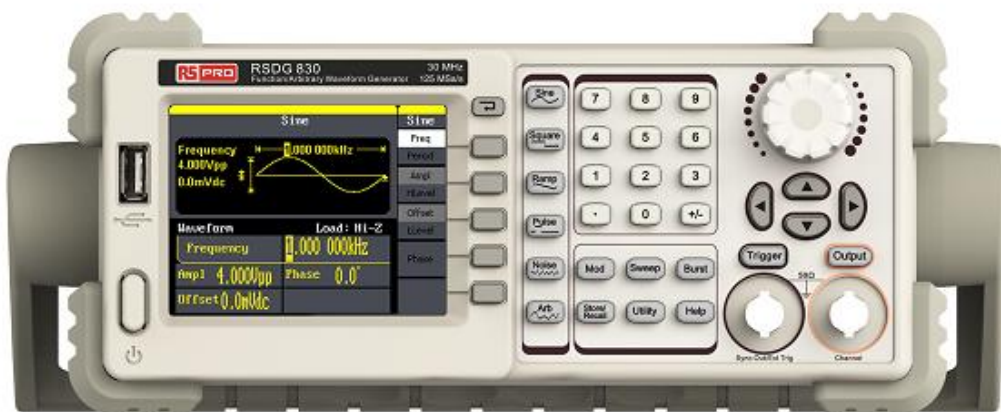 RS PRO
RSDG 830
Function/Arbitrary Waveform Generator
30 MHz
125 MSa/s
Sine
Frequency
1.000 000kHz
4.000Vpp
0.0mVdc
Waveform
Load: Hi-Z
Frequency
1.000 000kHz
Ampl 4.000Vpp
Phase 0.0°
Offset 0.0mVdc
Sine
Freq
Period
Ampl
HLevel
Offset
LLevel
Phase
Sine
Square
Ramp
Pulse
Noise
Arb
7 8 9
4 5 6
1 2 3
. 0 +/-
Mod Sweep Burst
Store/
Recall
Utility Help
Trigger
Output
50Ω
Sync Out/Ext Trig
Channel